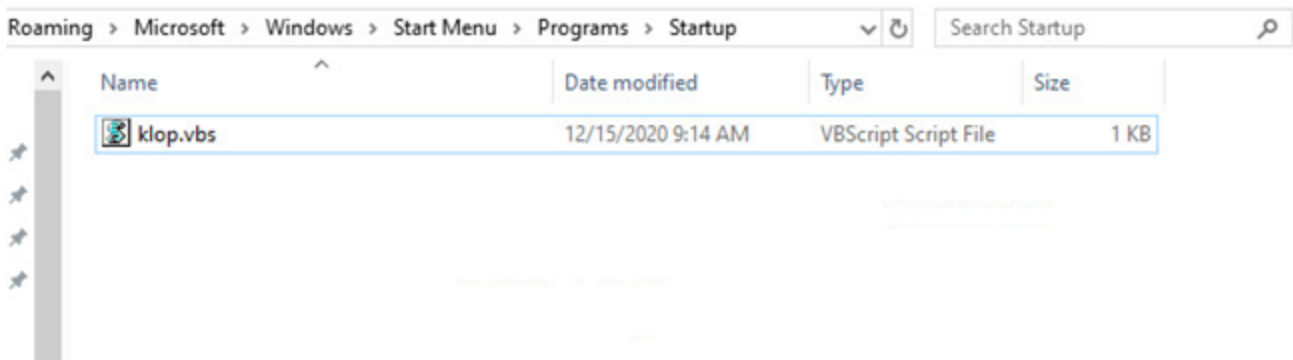 Roaming > Microsoft > Windows > Start Menu > Programs > Startup Search Startup
Name Date modified Type Size
klop.vbs 12/15/2020 9:14 AM VBScript Script File 1 KB